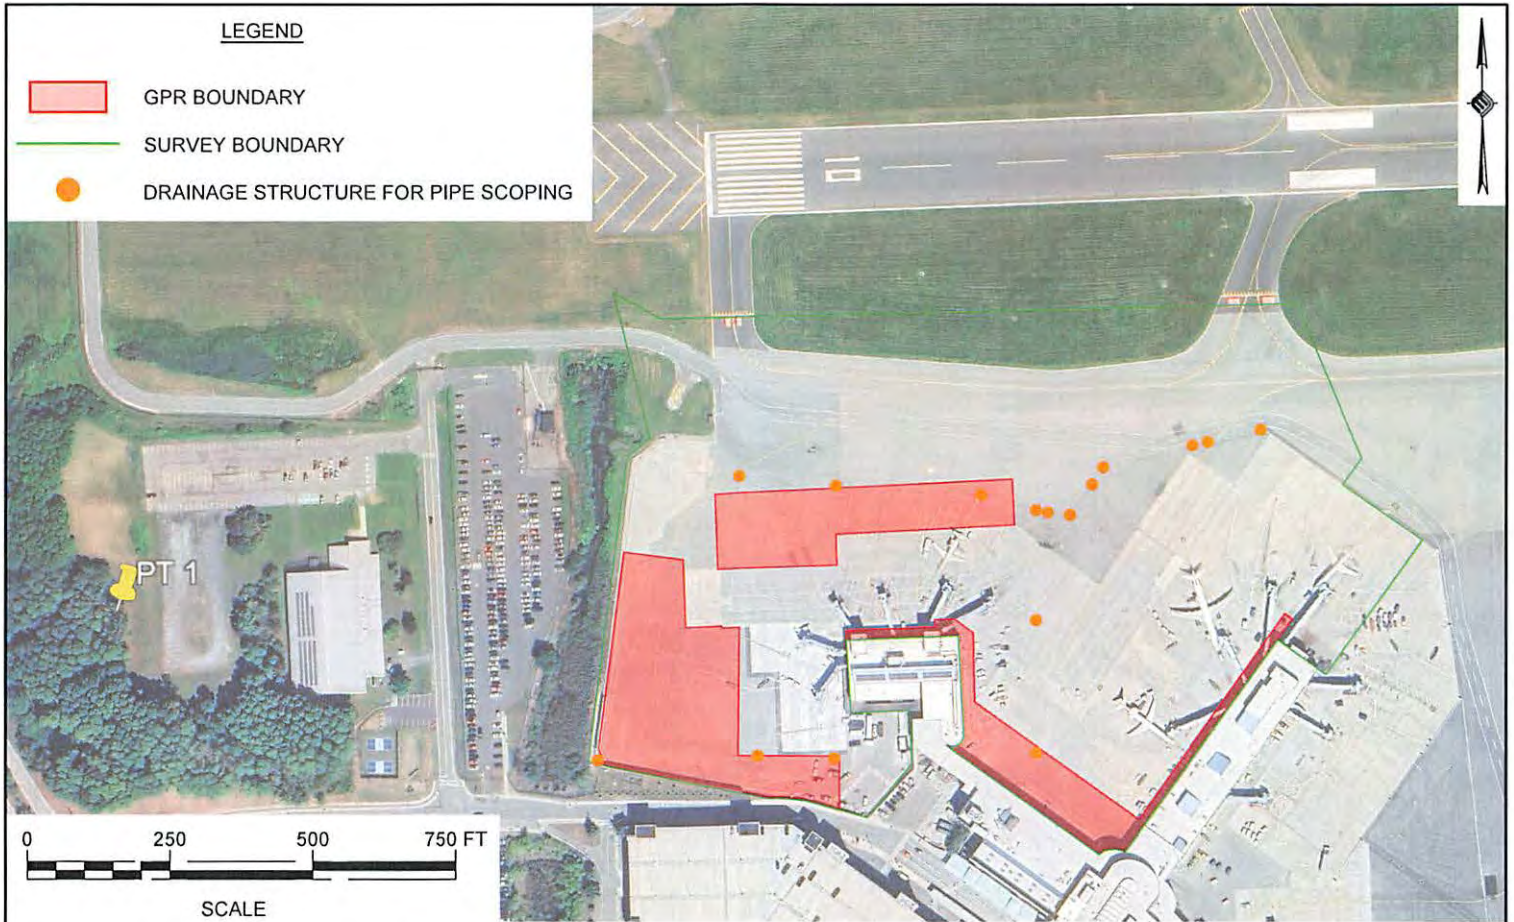 LEGEND
GPR BOUNDARY
SURVEY BOUNDARY
DRAINAGE STRUCTURE FOR PIPE SCOPING
PT 1
0 250 500 750 FT
SCALE